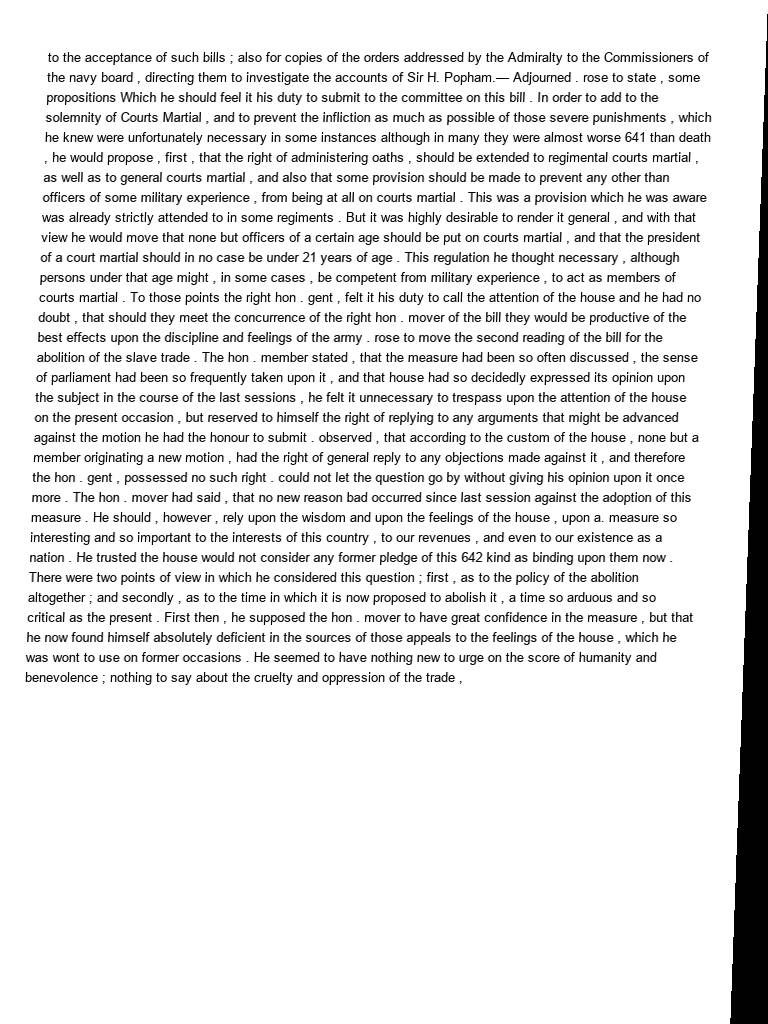 to the acceptance of such bills ; also for copies of the orders addressed by the Admiralty to the Commissioners of
the navy board , directing them to investigate the accounts of Sir H. Popham.— Adjourned . rose to state , some
propositions Which he should feel it his duty to submit to the committee on this bill . In order to add to the
solemnity of Courts Martial , and to prevent the infliction as much as possible of those severe punishments , which
he knew were unfortunately necessary in some instances although in many they were almost worse 641 than death
, he would propose , first , that the right of administering oaths , should be extended to regimental courts martial ,
as well as to general courts martial , and also that some provision should be made to prevent any other than
officers of some military experience , from being at all on courts martial . This was a provision which he was aware
was already strictly attended to in some regiments . But it was highly desirable to render it general , and with that
view he would move that none but officers of a certain age should be put on courts martial , and that the president
of a court martial should in no case be under 21 years of age . This regulation he thought necessary , although
persons under that age might , in some cases , be competent from military experience , to act as members of
courts martial . To those points the right hon . gent , felt it his duty to call the attention of the house and he had no
doubt , that should they meet the concurrence of the right hon . mover of the bill they would be productive of the
best effects upon the discipline and feelings of the army . rose to move the second reading of the bill for the
abolition of the slave trade . The hon . member stated , that the measure had been so often discussed , the sense
of parliament had been so frequently taken upon it , and that house had so decidedly expressed its opinion upon
the subject in the course of the last sessions , he felt it unnecessary to trespass upon the attention of the house
on the present occasion , but reserved to himself the right of replying to any arguments that might be advanced
against the motion he had the honour to submit . observed , that according to the custom of the house , none but a
member originating a new motion , had the right of general reply to any objections made against it , and therefore
the hon . gent , possessed no such right . could not let the question go by without giving his opinion upon it once
more . The hon . mover had said , that no new reason bad occurred since last session against the adoption of this
measure . He should , however , rely upon the wisdom and upon the feelings of the house , upon a. measure so
interesting and so important to the interests of this country , to our revenues , and even to our existence as a
nation . He trusted the house would not consider any former pledge of this 642 kind as binding upon them now .
There were two points of view in which he considered this question ; first , as to the policy of the abolition
altogether ; and secondly , as to the time in which it is now proposed to abolish it , a time so arduous and so
critical as the present . First then , he supposed the hon . mover to have great confidence in the measure , but that
he now found himself absolutely deficient in the sources of those appeals to the feelings of the house , which he
was wont to use on former occasions . He seemed to have nothing new to urge on the score of humanity and
benevolence ; nothing to say about the cruelty and oppression of the trade ,